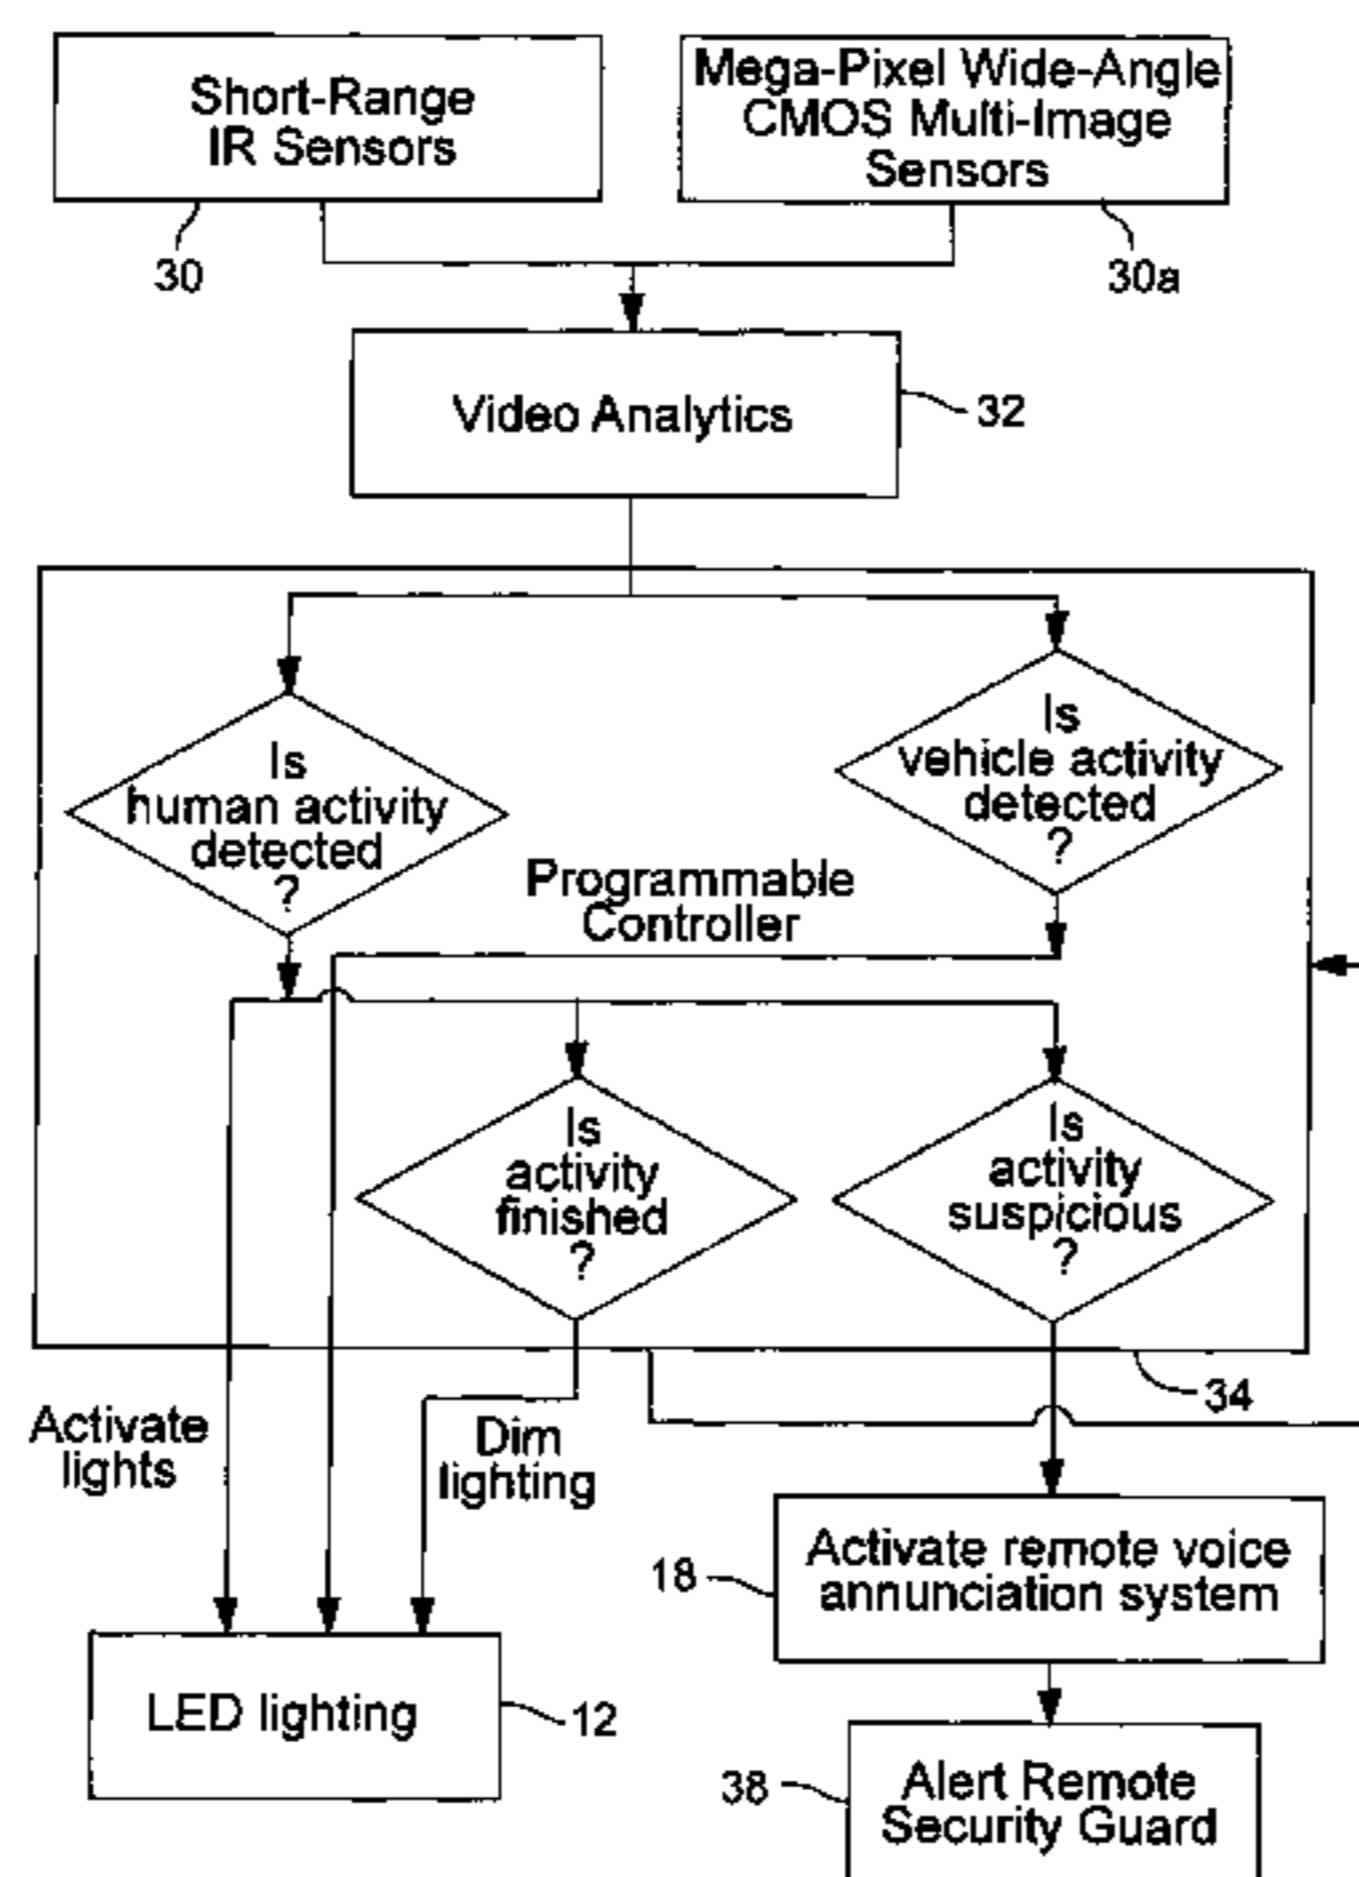 Short-Range
IR Sensors
Mega-Pixel Wide-Angle
CMOS Multi-Image
Sensors
30
30a
Video Analytics
32
Is
human activity
detected
?
Is
vehicle activity
detected
?
Programmable
Controller
Is
activity
finished
?
Is
activity
suspicious
?
34
Activate
lights
Dim
lighting
Activate remote voice
annunciation system
18
LED lighting
12
Alert Remote
Security Guard
38